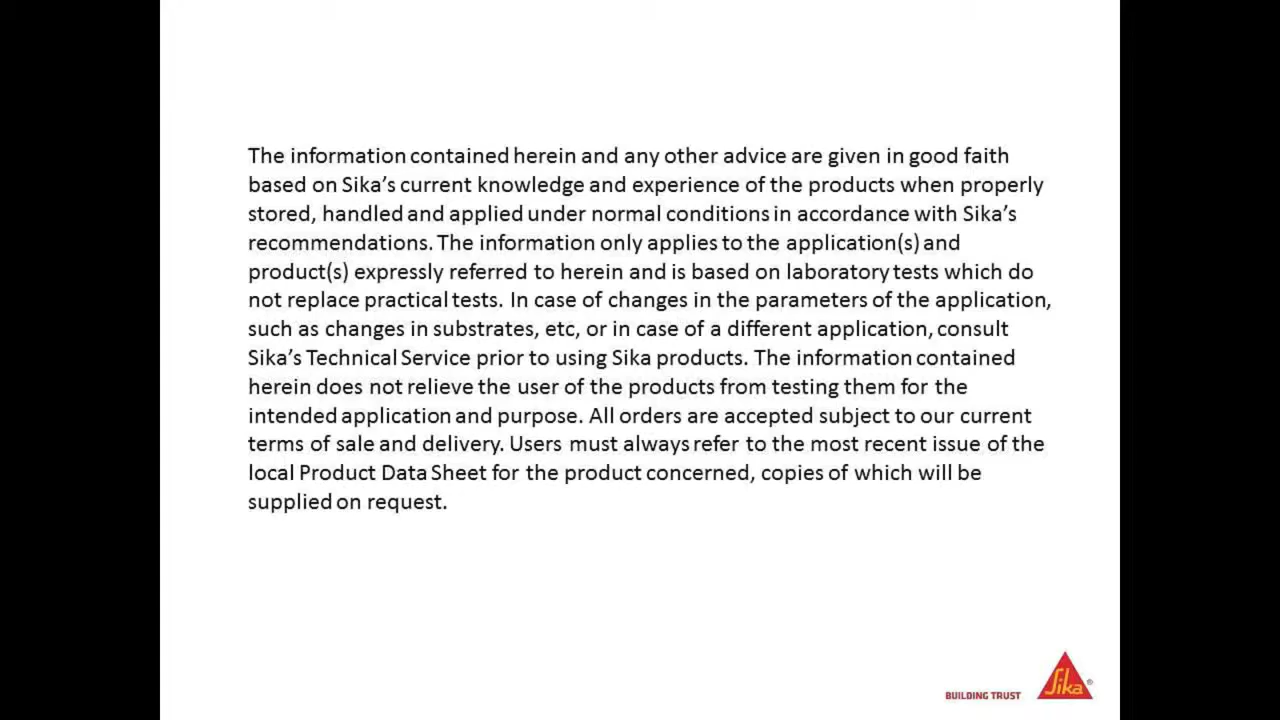 The information contained herein and any other advice are given in good faith
based on Sika’s current knowledge and experience of the products when properly
stored, handled and applied under normal conditions in accordance with Sika’s
recommendations. The information only applies to the application(s) and
product(s) expressly referred to herein and is based on laboratory tests which do
not replace practical tests. In case of changes in the parameters of the application,
such as changes in substrates, etc, or in case of a different application, consult
Sika’s Technical Service prior to using Sika products. The information contained
herein does not relieve the user of the products from testing them for the
intended application and purpose. All orders are accepted subject to our current
terms of sale and delivery. Users must always refer to the most recent issue of the
local Product Data Sheet for the product concerned, copies of which will be
supplied on request.
BUILDING TRUST
Sika®